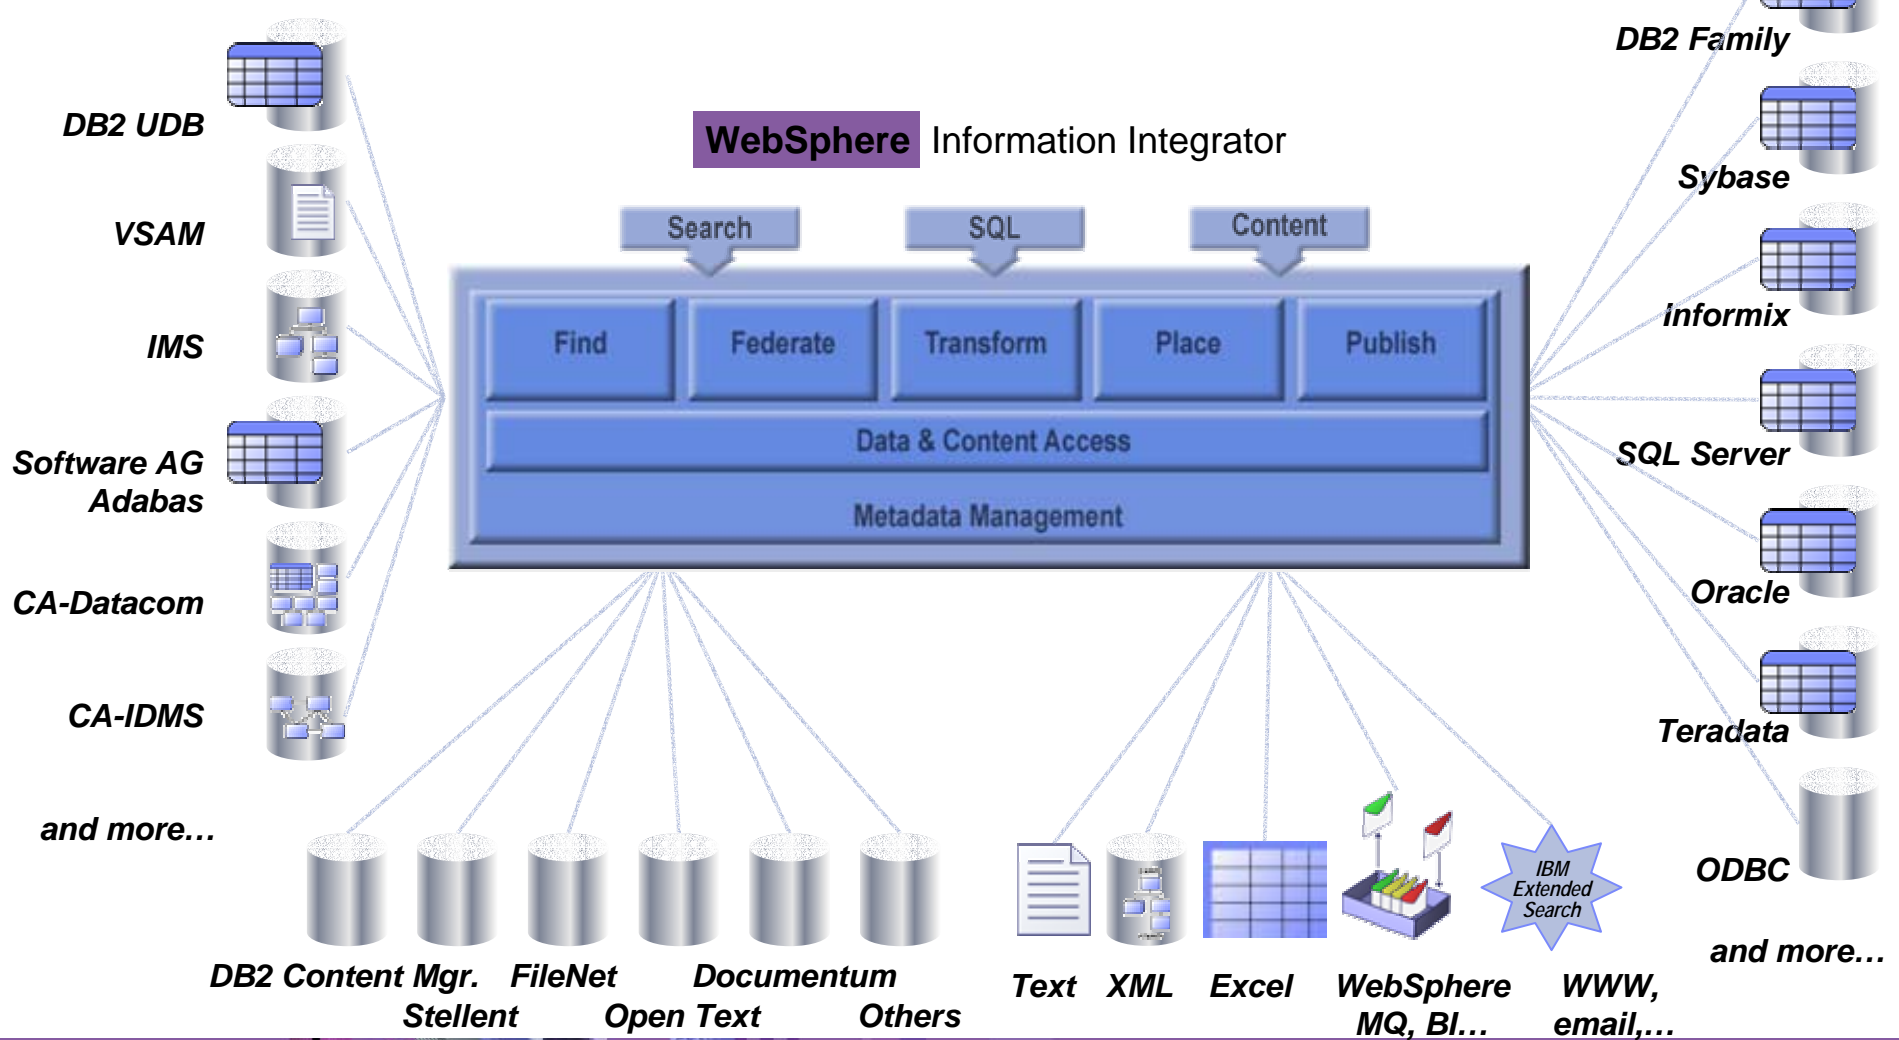 DB2 Family
DB2 UDB
WebSphere Information Integrator
Sybase
VSAM
Search
SQL
Content
Informix
IMS
Find
Federate
Transform
Place
Publish
Data & Content Access
SQL Server
Software AG
Adabas
Metadata Management
Oracle
CA-Datacom
CA-IDMS
Teradata
and more…
IBM
Extended
Search
ODBC
and more…
DB2 Content Mgr.
FileNet
Documentum
Stellent
Open Text
Others
Text
XML
Excel
WebSphere
MQ, BI…
WWW,
email,…